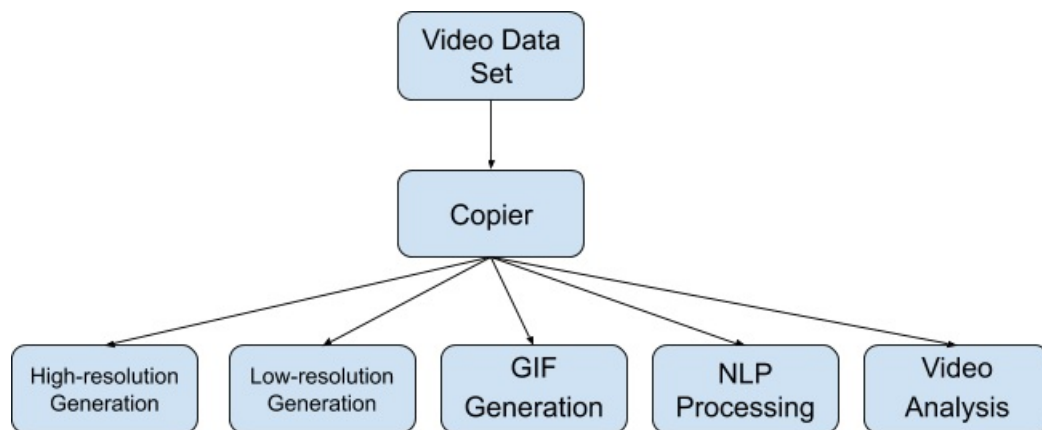 Video Data
Set
Copier
High-resolution
Generation
Low-resolution
Generation
GIF
Generation
NLP
Processing
Video
Analysis